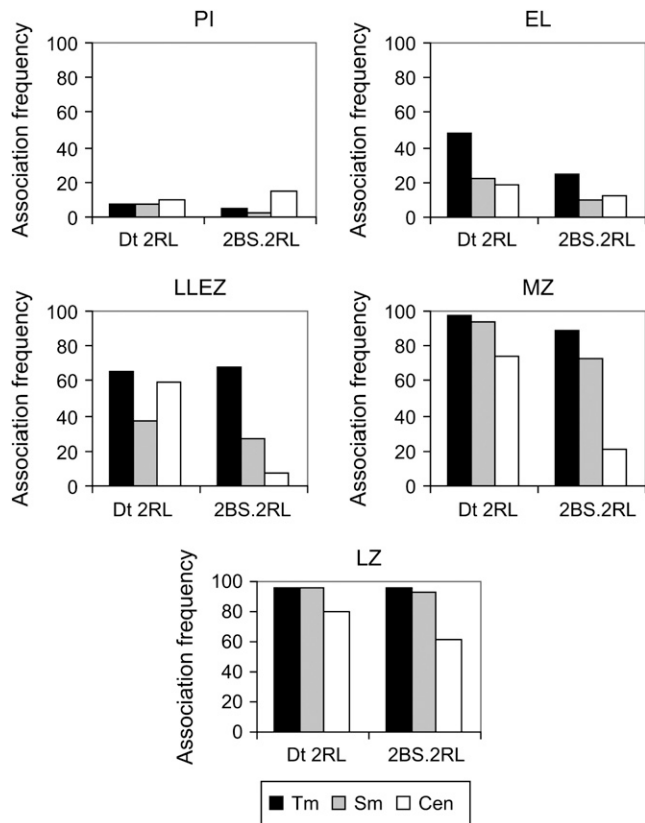 PI
Association frequency
100
80
60
40
20
0
Dt 2RL
2BS.2RL
EL
Association frequency
100
80
60
40
20
0
Dt 2RL
2BS.2RL
LLEZ
Association frequency
100
80
60
40
20
0
Dt 2RL
2BS.2RL
MZ
Association frequency
100
80
60
40
20
0
Dt 2RL
2BS.2RL
LZ
Association frequency
100
80
60
40
20
0
Dt 2RL
2BS.2RL
Tm Sm Cen